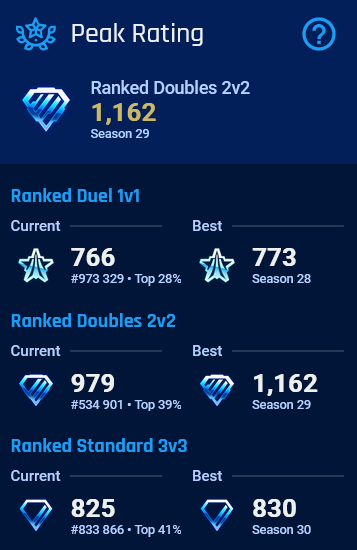 Peak Rating
?
Ranked Doubles 2v2
1,162
Season 29
Ranked Duel 1v1
Current
Best
766
773
#973 329 • Top 28%
Season 28
Ranked Doubles 2v2
Current
Best
979
1,162
#534 901 • Top 39%
Season 29
Ranked Standard 3v3
Current
Best
825
830
#833 866 • Top 41%
Season 30